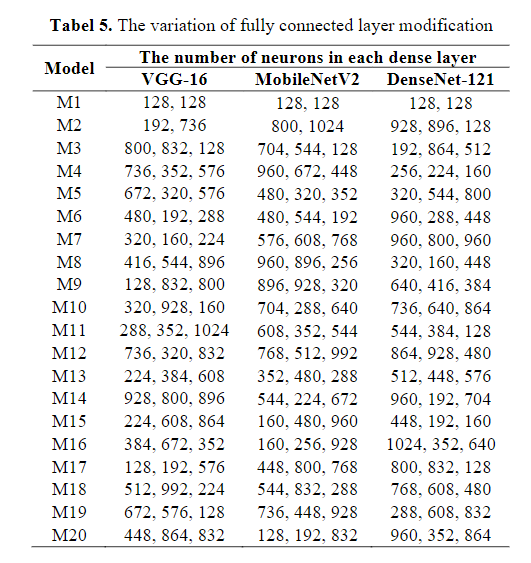 Tabel 5. The variation of fully connected layer modification
Model The number of neurons in each dense layer
VGG-16 MobileNetV2 DenseNet-121
M1 128, 128 128, 128 128, 128
M2 192, 736 800, 1024 928, 896, 128
M3 800, 832, 128 704, 544, 128 192, 864, 512
M4 736, 352, 576 960, 672, 448 256, 224, 160
M5 672, 320, 576 480, 320, 352 320, 544, 800
M6 480, 192, 288 480, 544, 192 960, 288, 448
M7 320, 160, 224 576, 608, 768 960, 800, 960
M8 416, 544, 896 960, 896, 256 320, 160, 448
M9 128, 832, 800 896, 928, 320 640, 416, 384
M10 320, 928, 160 704, 288, 640 736, 640, 864
M11 288, 352, 1024 608, 352, 544 544, 384, 128
M12 736, 320, 832 768, 512, 992 864, 928, 480
M13 224, 384, 608 352, 480, 288 512, 448, 576
M14 928, 800, 896 544, 224, 672 960, 192, 704
M15 224, 608, 864 160, 480, 960 448, 192, 160
M16 384, 672, 352 160, 256, 928 1024, 352, 640
M17 128, 192, 576 448, 800, 768 800, 832, 128
M18 512, 992, 224 544, 832, 288 768, 608, 480
M19 672, 576, 128 736, 448, 928 288, 608, 832
M20 448, 864, 832 128, 192, 832 960, 352, 864